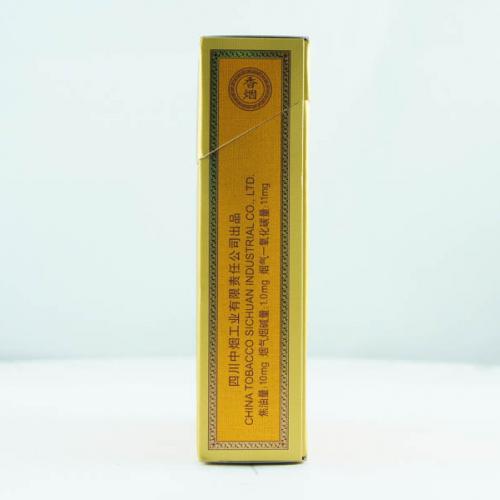 香烟
四川中烟工业有限责任公司出品
CHINA TOBACCO SICHUAN INDUSTRIAL CO., LTD.
焦油量:10mg 烟气烟碱量:1.0mg 烟气一氧化碳量:11mg